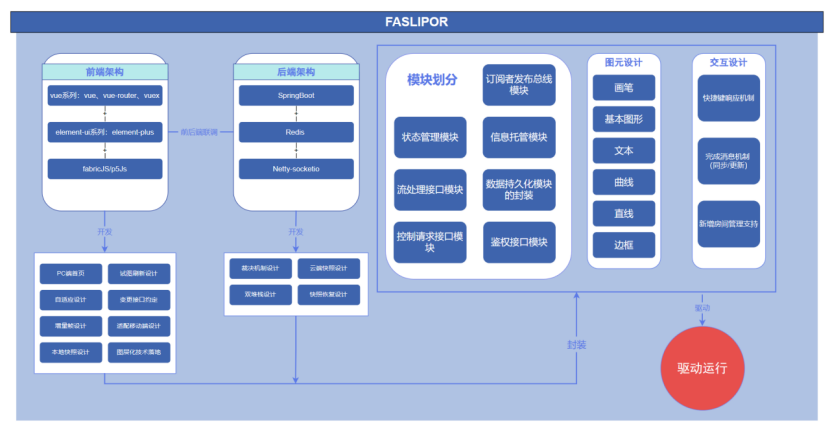 FASLIPOR
前端架构
vue系列：vue、vue-router、vuex
+
element-ui系列：element-plus
+
fabricJS/p5Js
前后端联调
后端架构
SpringBoot
+
Redis
+
Netty-socketio
开发
开发
PC端首页
试图刷新设计
自适应设计
变更接口约定
增量帧设计
适配移动端设计
本地快照设计
图层化技术落地
裁决机制设计
云端快照设计
双堆栈设计
快照恢复设计
模块划分
订阅者发布总线
模块
状态管理模块
信息托管模块
流处理接口模块
数据持久化模块
的封装
控制请求接口模
块
鉴权接口模块
图元设计
画笔
基本图形
文本
曲线
直线
边框
交互设计
快捷键响应机制
完成消息机制
(同步/更新)
新增房间管理支持
封装
驱动
驱动运行